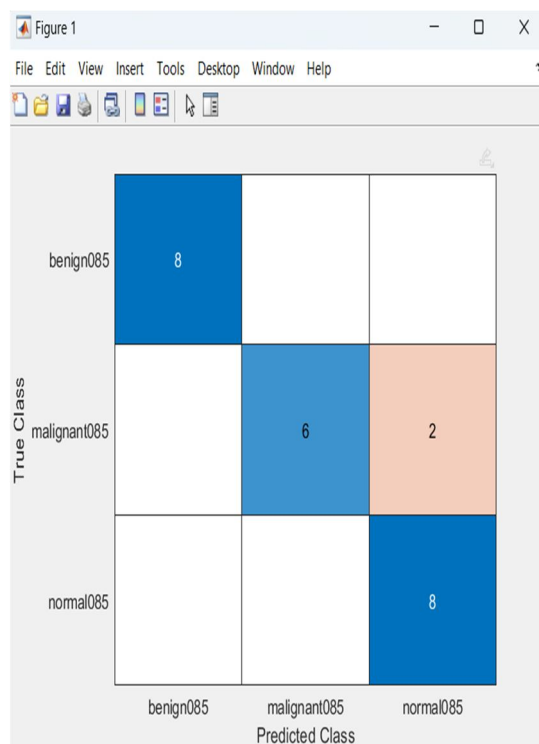 Figure 1
File Edit View Insert Tools Desktop Window Help
benign085
8
malignant085
6 2
normal085
8
True Class
benign085 malignant085 normal085
Predicted Class